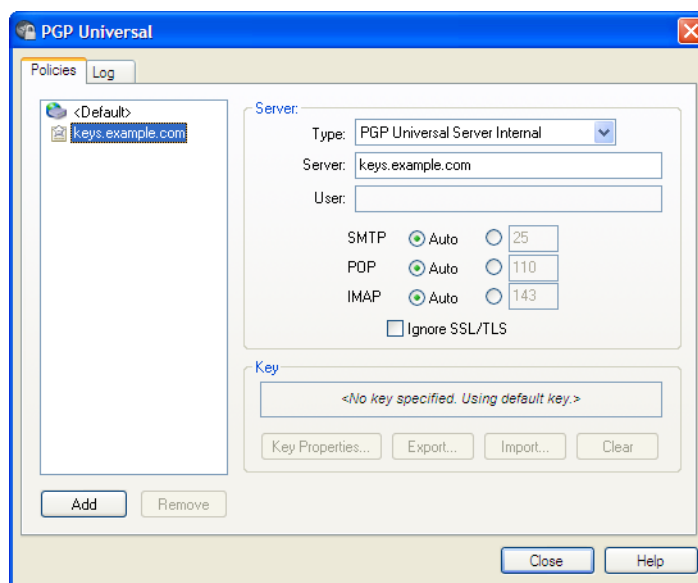 PGP Universal
Policies Log
<Default>
keys.example.com
Server:
Type: PGP Universal Server Internal
Server: keys.example.com
User:
SMTP Auto 25
POP Auto 110
IMAP Auto 143
Ignore SSL/TLS
Key
<No key specified. Using default key.>
Key Properties... Export... Import... Clear
Add Remove
Close Help